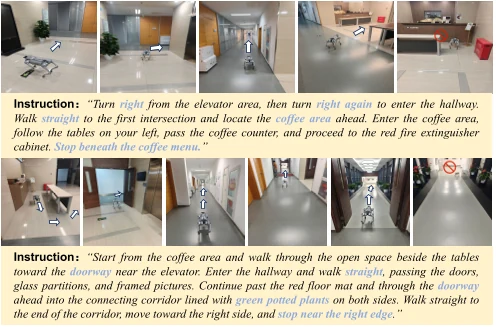 Instruction: “Turn right from the elevator area, then turn right again to enter the hallway.
Walk straight to the first intersection and locate the coffee area ahead. Enter the coffee area,
follow the tables on your left, pass the coffee counter, and proceed to the red fire extinguisher
cabinet. Stop beneath the coffee menu.”
Instruction: “Start from the coffee area and walk through the open space beside the tables
toward the doorway near the elevator. Enter the hallway and walk straight, passing the doors,
glass partitions, and framed pictures. Continue past the red floor mat and through the doorway
ahead into the connecting corridor lined with green potted plants on both sides. Walk straight to
the end of the corridor, move toward the right side, and stop near the right edge.”